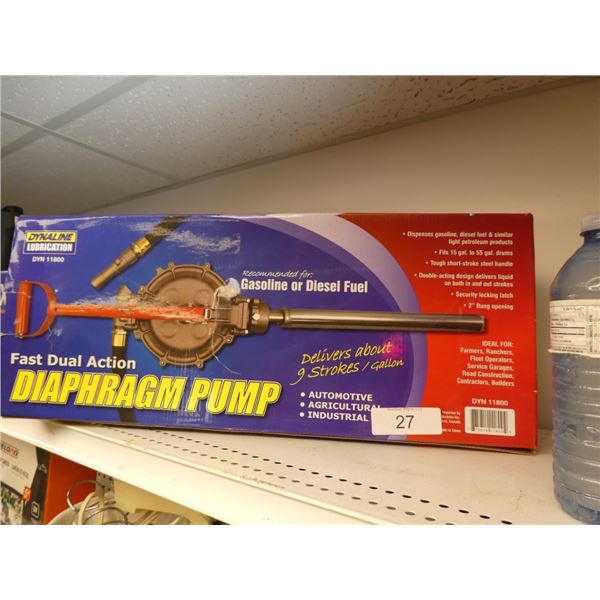 DYNALINE
LUBRICATION
DYN 11800
Recommended for:
Gasoline or Diesel Fuel
Fast Dual Action
DIAPHRAGM PUMP
Delivers about
9 Strokes / Gallon
• AUTOMOTIVE
• AGRICULTURAL
• INDUSTRIAL
• Dispenses gasoline, diesel fuel & similar
light petroleum products
• Fits 15 gal. to 55 gal. drums
• Tough short-stroke steel handle
• Double-acting design delivers liquid
on both in and out strokes
• Security locking latch
• 2" Bung opening
IDEAL FOR:
Farmers, Ranchers,
Fleet Operators,
Service Garages,
Road Construction,
Contractors, Builders
DYN 11800
27